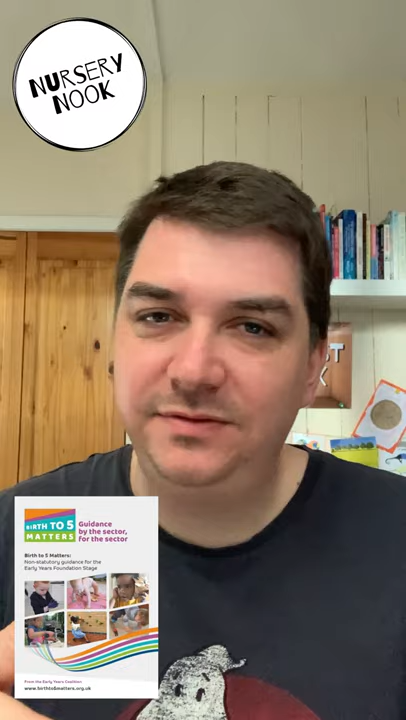 NURSERY
NOOK
BIRTH TO 5
MATTERS
Guidance
by the sector,
for the sector
Birth to 5 Matters:
Non-statutory guidance for the
Early Years Foundation Stage
From the Early Years Coalition
www.birthto5matters.org.uk